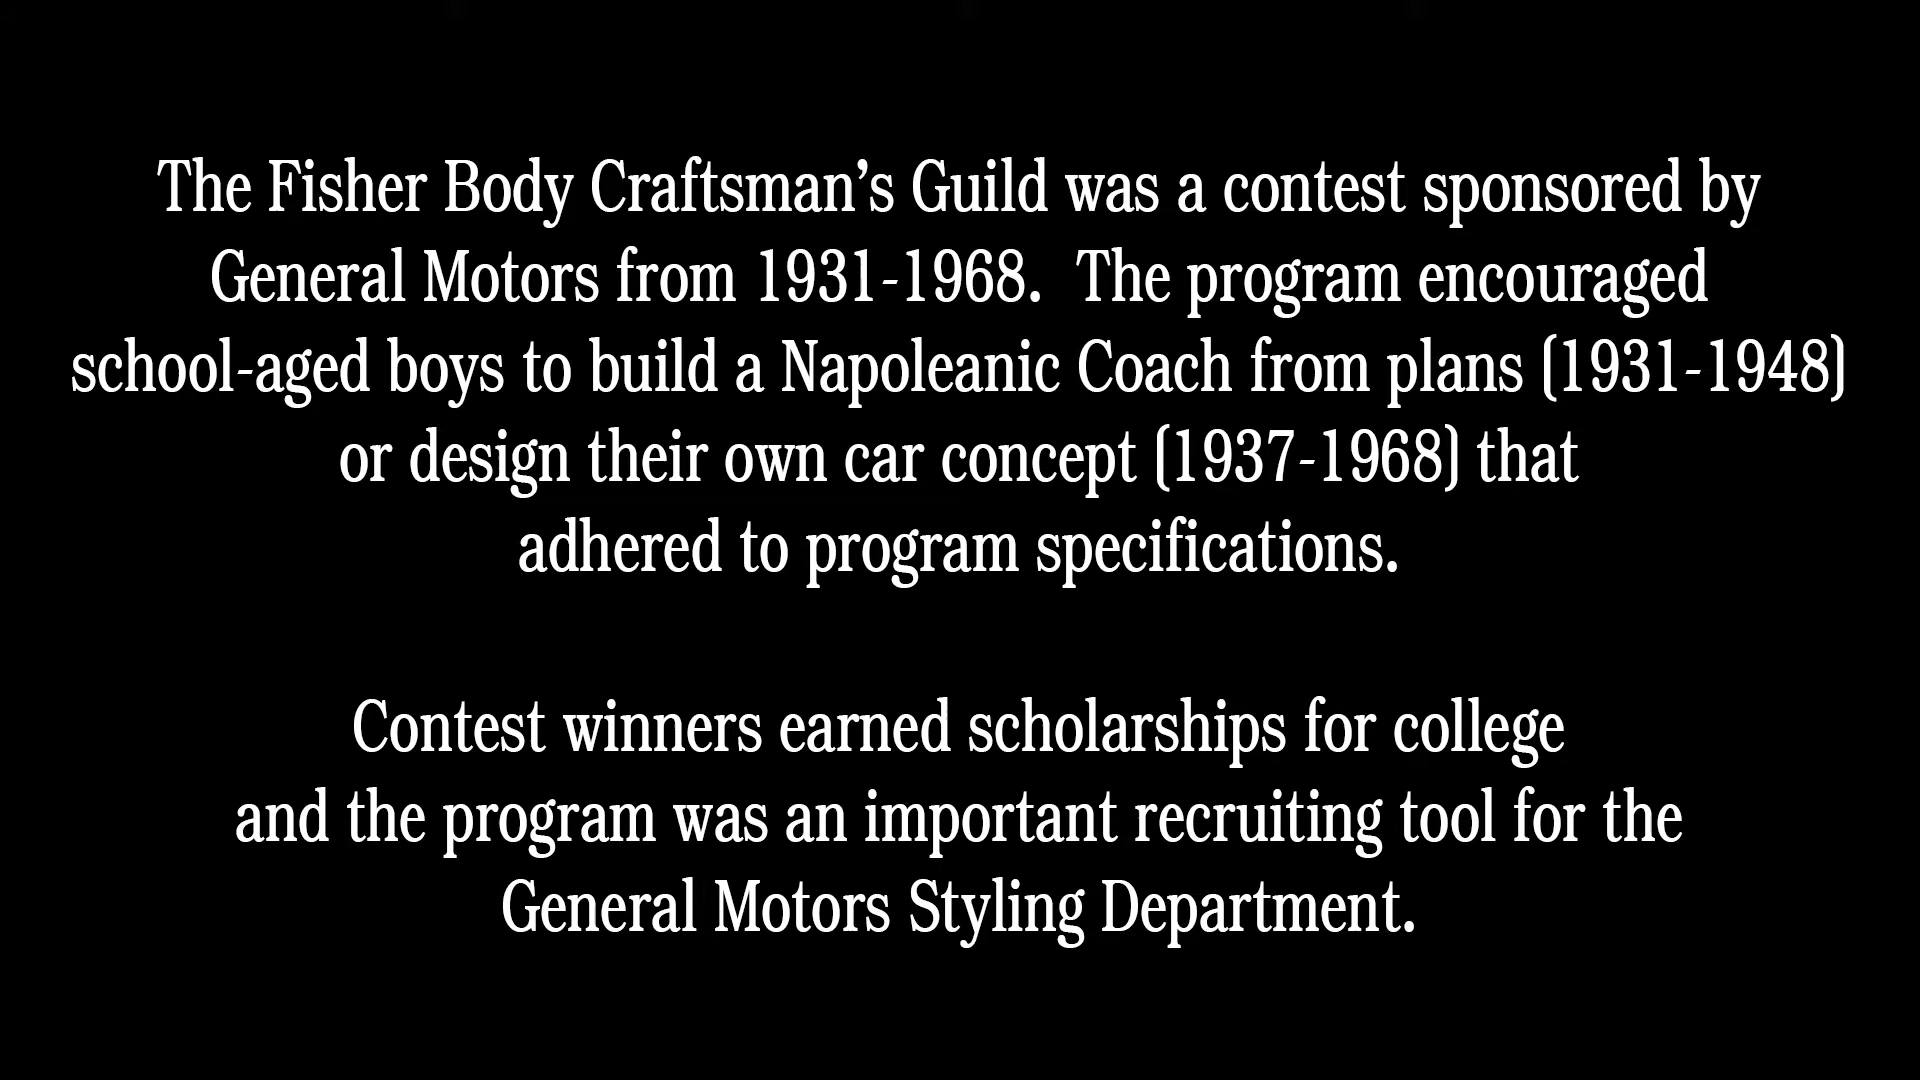 The Fisher Body Craftsman’s Guild was a contest sponsored by
General Motors from 1931-1968.  The program encouraged
school-aged boys to build a Napoleanic Coach from plans (1931-1948)
or design their own car concept (1937-1968) that
adhered to program specifications.
Contest winners earned scholarships for college
and the program was an important recruiting tool for the
General Motors Styling Department.